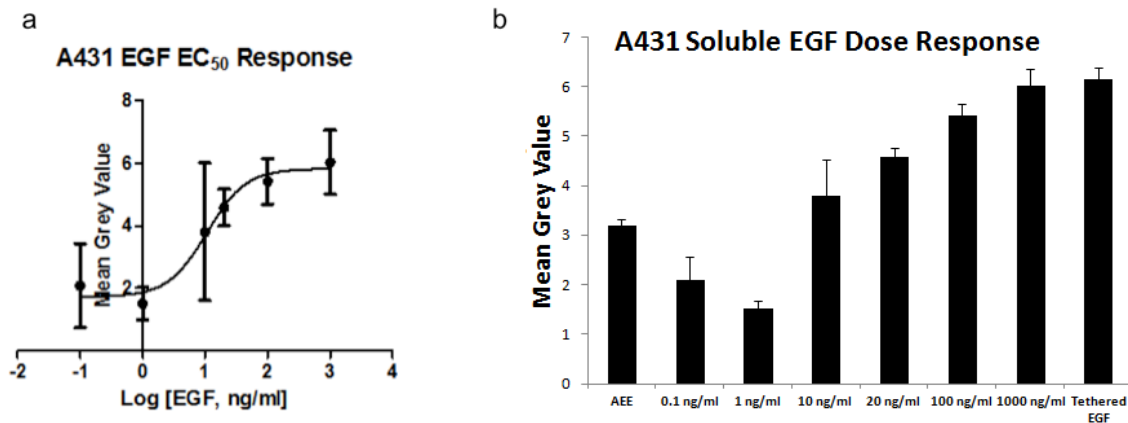 a
A431 EGF EC50 Response
8
6
4
2
Mean Grey Value
-2 -1 0 1 2 3 4
Log [EGF, ng/ml]
b
A431 Soluble EGF Dose Response
7
6
5
4
3
2
1
0
Mean Grey Value
AEE 0.1 ng/ml 1 ng/ml 10 ng/ml 20 ng/ml 100 ng/ml 1000 ng/ml Tethered
EGF